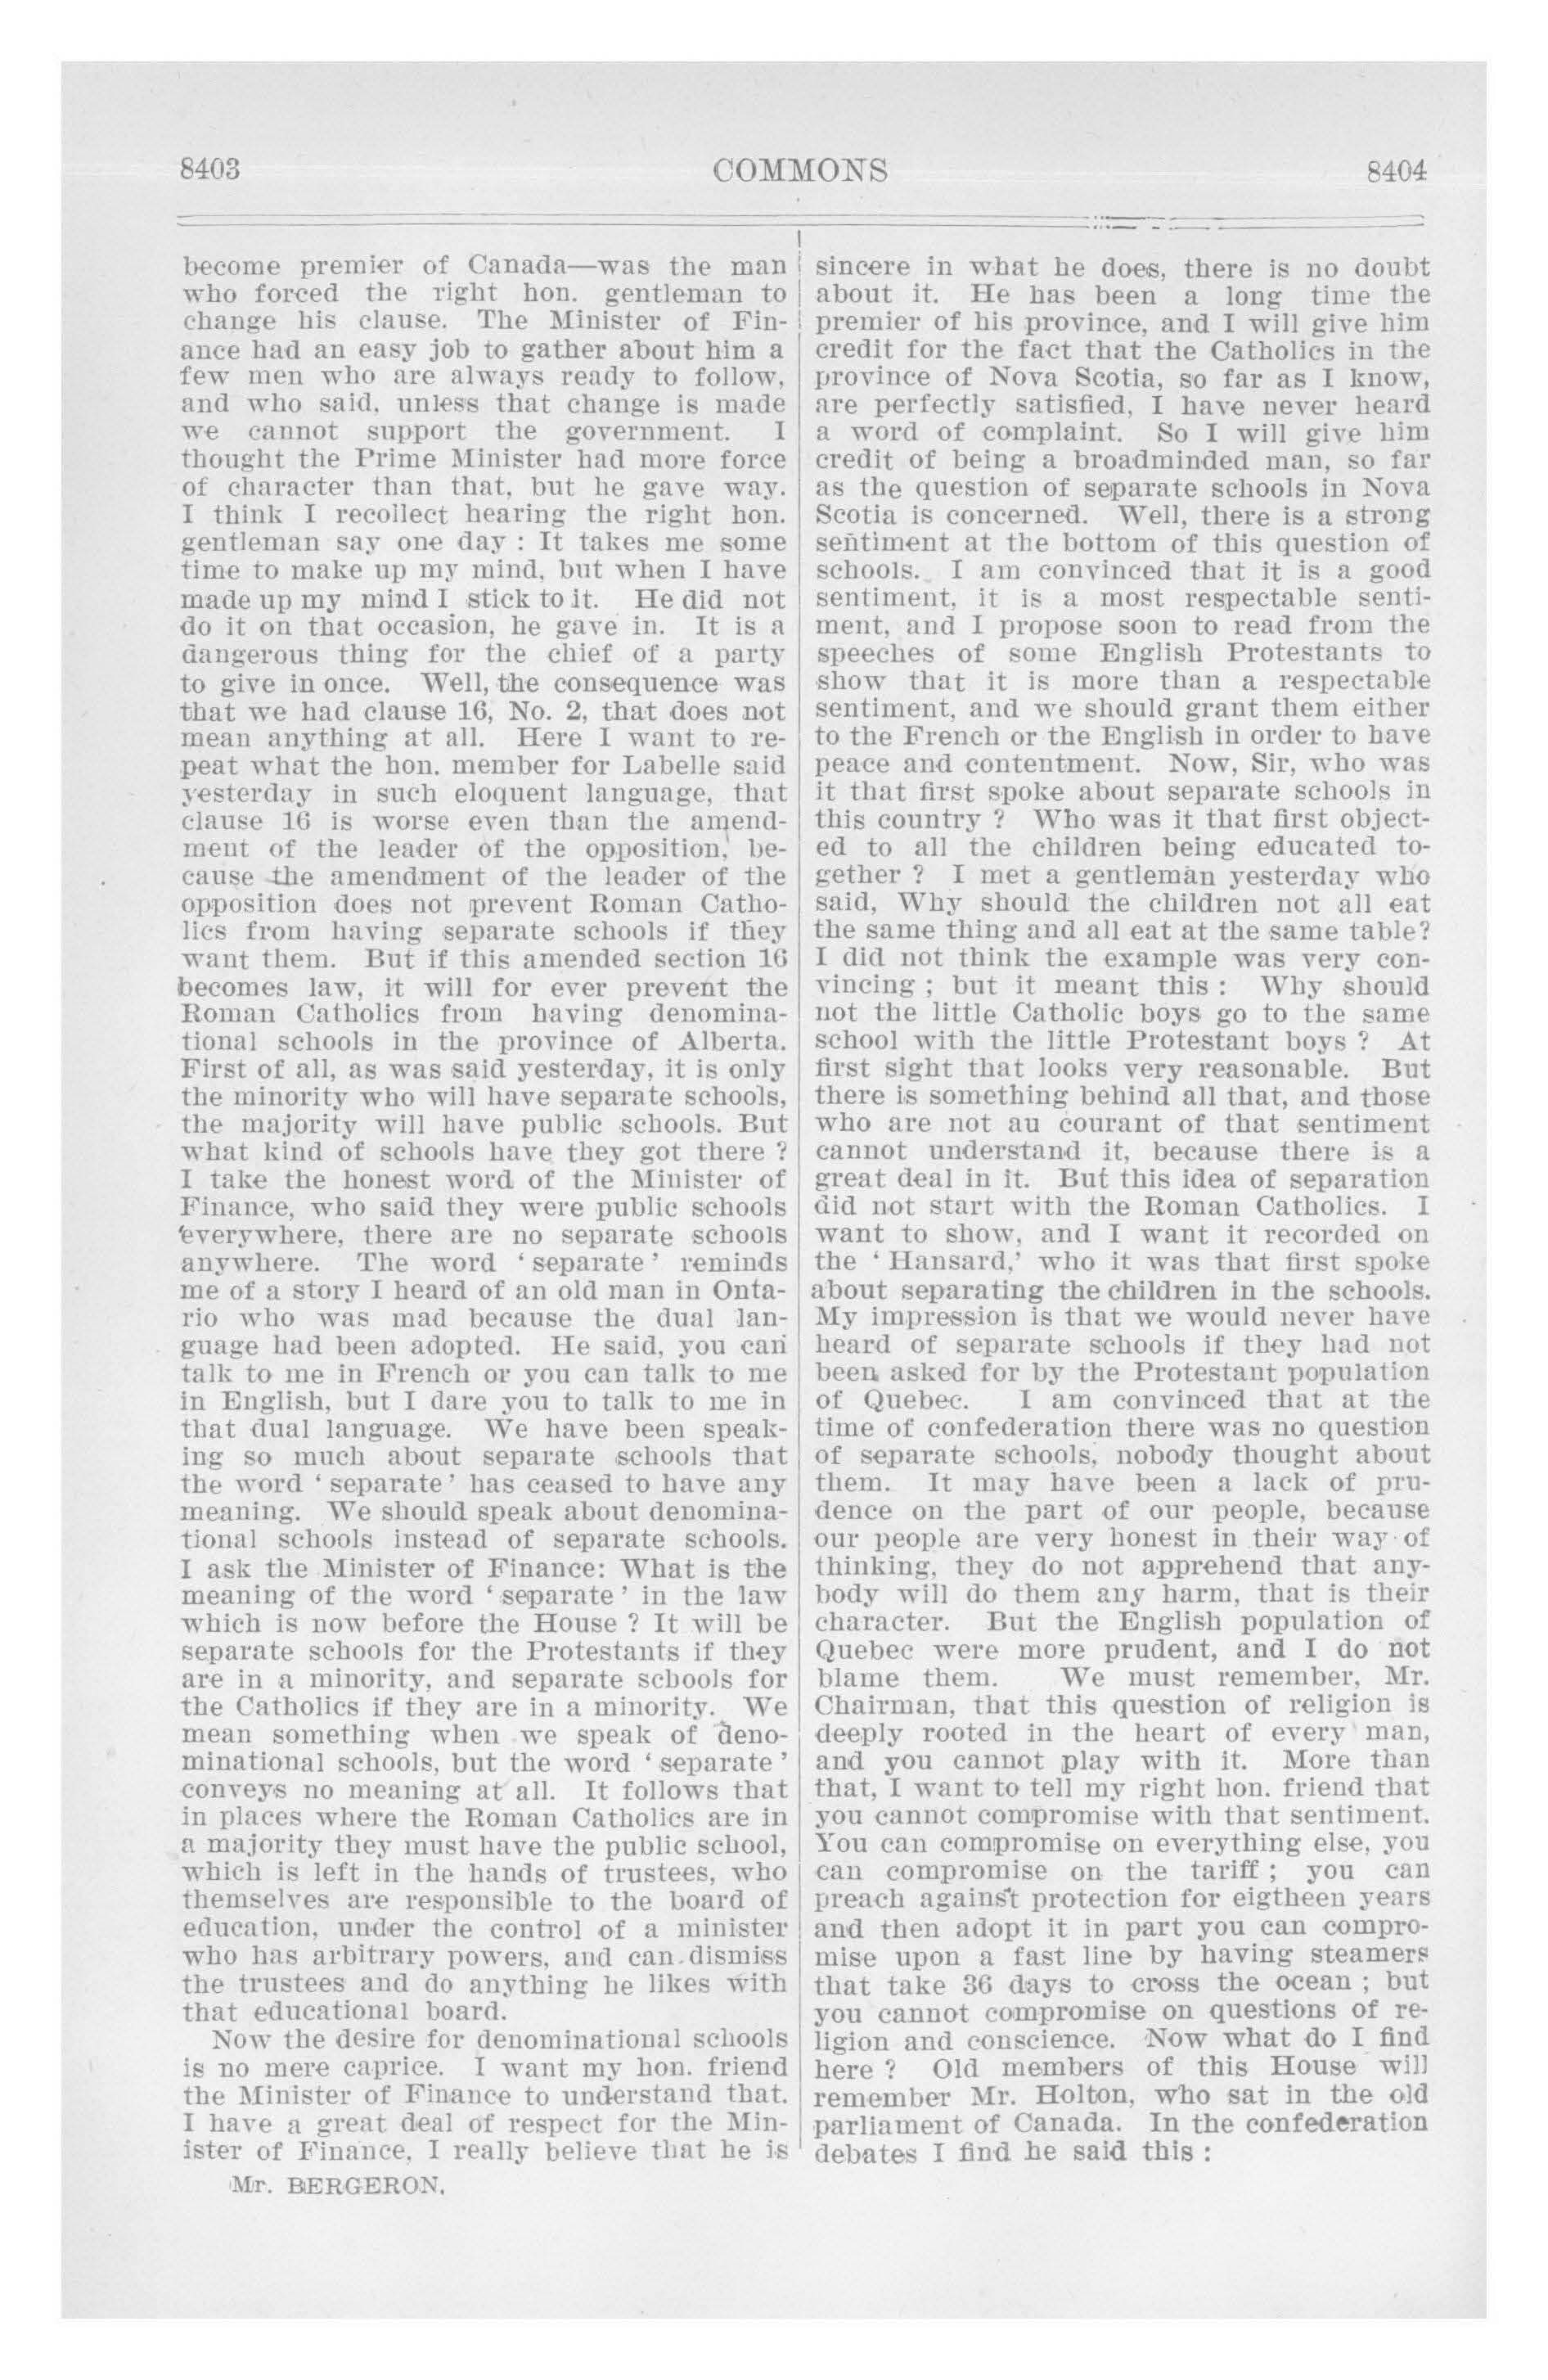 8403 COMMONS 8404
become premier of Canada—was the man
who forced the right hon. gentleman to
change his clause. The Minister of Fin-
ance had an easy job to gather about him a
few men who are always ready to follow,
and who said, unless that change is made
we cannot support the government. I
thought the Prime Minister had more force
of character than that, but he gave way.
I think I recollect hearing the right hon.
gentleman say one day : It takes me some
time to make up my mind, but when I have
made up my mind I stick to it. He did not
do it on that occasion, he gave in. It is a
dangerous thing for the chief of a party
to give in once. Well, the consequence was
that we had clause 16, No. 2, that does not
mean anything at all. Here I want to re-
peat what the hon. member for Labelle said
yesterday in such eloquent language, that
clause 16 is worse even than the amend-
ment of the leader of the opposition, be-
cause the amendment of the leader of the
opposition does not prevent Roman Catho-
lics from having separate schools if they
want them. But if this amended section 16
becomes law, it will for ever prevent the
Roman Catholics from having denomina-
tional schools in the province of Alberta.
First of all, as was said yesterday, it is only
the minority who will have separate schools,
the majority will have public schools. But
what kind of schools have they got there ?
I take the honest word of the Minister of
Finance, who said they were public schools
everywhere, there are no separate schools
anywhere. The word ' separate ' reminds
me of a story I heard of an old man in Onta-
rio who was mad because the dual lan-
guage had been adopted. He said, you can
talk to me in French or you can talk to me
in English, but I dare you to talk to me in
that dual language. We have been speak-
ing so much about separate schools that
the word ' separate ' has ceased to have any
meaning. We should speak about denomina-
tional schools instead of separate schools.
I ask the Minister of Finance: What is the
meaning of the word ' separate ' in the law
which is now before the House ? It will be
separate schools for the Protestants if they
are in a minority, and separate schools for
the Catholics if they are in a minority. We
mean something when we speak of deno-
minational schools, but the word ' separate '
conveys no meaning at all. It follows that
in places where the Roman Catholics are in
a majority they must have the public school,
which is left in the hands of trustees, who
themselves are responsible to the board of
education, under the control of a minister
who has arbitrary powers, and can dismiss
the trustees and do anything he likes with
that educational board.
Now the desire for denominational schools
is no mere caprice. I want my hon. friend
the Minister of Finance to understand that.
I have a great deal of respect for the Min-
ister of Finance, I really believe that he is
Mr. BERGERON.
sincere in what he does, there is no doubt
about it. He has been a long time the
premier of his province, and I will give him
credit for the fact that the Catholics in the
province of Nova Scotia, so far as I know,
are perfectly satisfied, I have never heard
a word of complaint. So I will give him
credit of being a broadminded man, so far
as the question of separate schools in Nova
Scotia is concerned. Well, there is a strong
sentiment at the bottom of this question of
schools. I am convinced that it is a good
sentiment, it is a most respectable senti-
ment, and I propose soon to read from the
speeches of some English Protestants to
show that it is more than a respectable
sentiment, and we should grant them either
to the French or the English in order to have
peace and contentment. Now, Sir, who was
it that first spoke about separate schools in
this country ? Who was it that first object-
ed to all the children being educated to-
gether ? I met a gentleman yesterday who
said, Why should the children not all eat
the same thing and all eat at the same table?
I did not think the example was very con-
vincing ; but it meant this : Why should
not the little Catholic boys go to the same
school with the little Protestant boys ? At
first sight that looks very reasonable. But
there is something behind all that, and those
who are not au courant of that sentiment
cannot understand it, because there is a
great deal in it. But this idea of separation
did not start with the Roman Catholics. I
want to show, and I want it recorded on
the ' Hansard,' who it was that first spoke
about separating the children in the schools.
My impression is that we would never have
heard of separate schools if they had not
been asked for by the Protestant population
of Quebec. I am convinced that at the
time of confederation there was no question
of separate schools, nobody thought about
them. It may have been a lack of pru-
dence on the part of our people, because
our people are very honest in their way of
thinking, they do not apprehend that any-
body will do them any harm, that is their
character. But the English population of
Quebec were more prudent, and I do not
blame them. We must remember, Mr.
Chairman, that this question of religion is
deeply rooted in the heart of every man,
and you cannot play with it. More than
that, I want to tell my right hon. friend that
you cannot compromise with that sentiment.
You can compromise on everything else, you
can compromise on the tariff ; you can
preach against protection for eigtheen years
and then adopt it in part you can compro-
mise upon a fast line by having steamers
that take 36 days to cross the ocean ; but
you cannot compromise on questions of re-
ligion and conscience. Now what do I find
here ? Old members of this House will
remember Mr. Holton, who sat in the old
parliament of Canada. In the confederation
debates I find he said this :